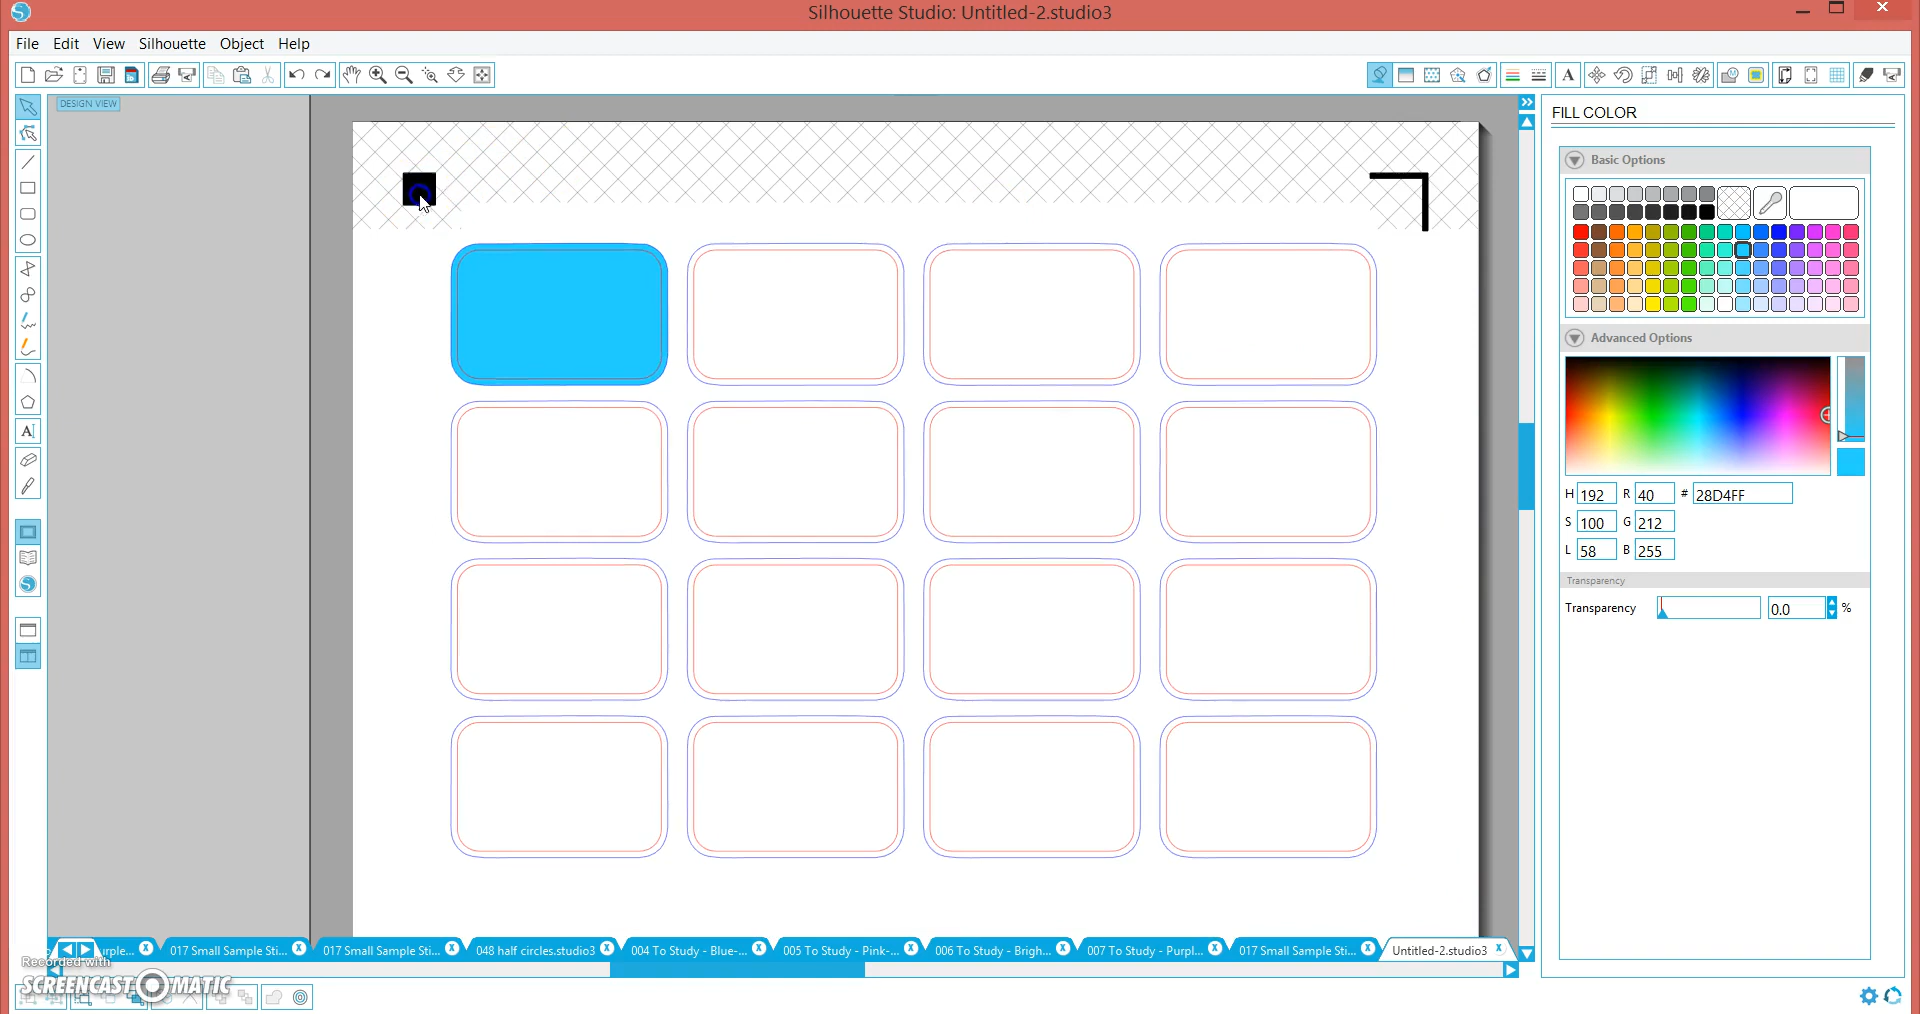 Silhouette Studio: Untitled-2.studio3
File Edit View Silhouette Object Help
DESIGN VIEW
FILL COLOR
Basic Options
Advanced Options
H 192 R 40 # 28D4FF
S 100 G 212
L 58 B 255
Transparency
Transparency 0.0 %
urple... 017 Small Sample Sti... 017 Small Sample Sti... 048 half circles.studio3 004 To Study - Blue-... 005 To Study - Pink-... 006 To Study - Brigh... 007 To Study - Purpl... 017 Small Sample Sti... Untitled-2.studio3
Recorded with
SCREENCAST MATIC